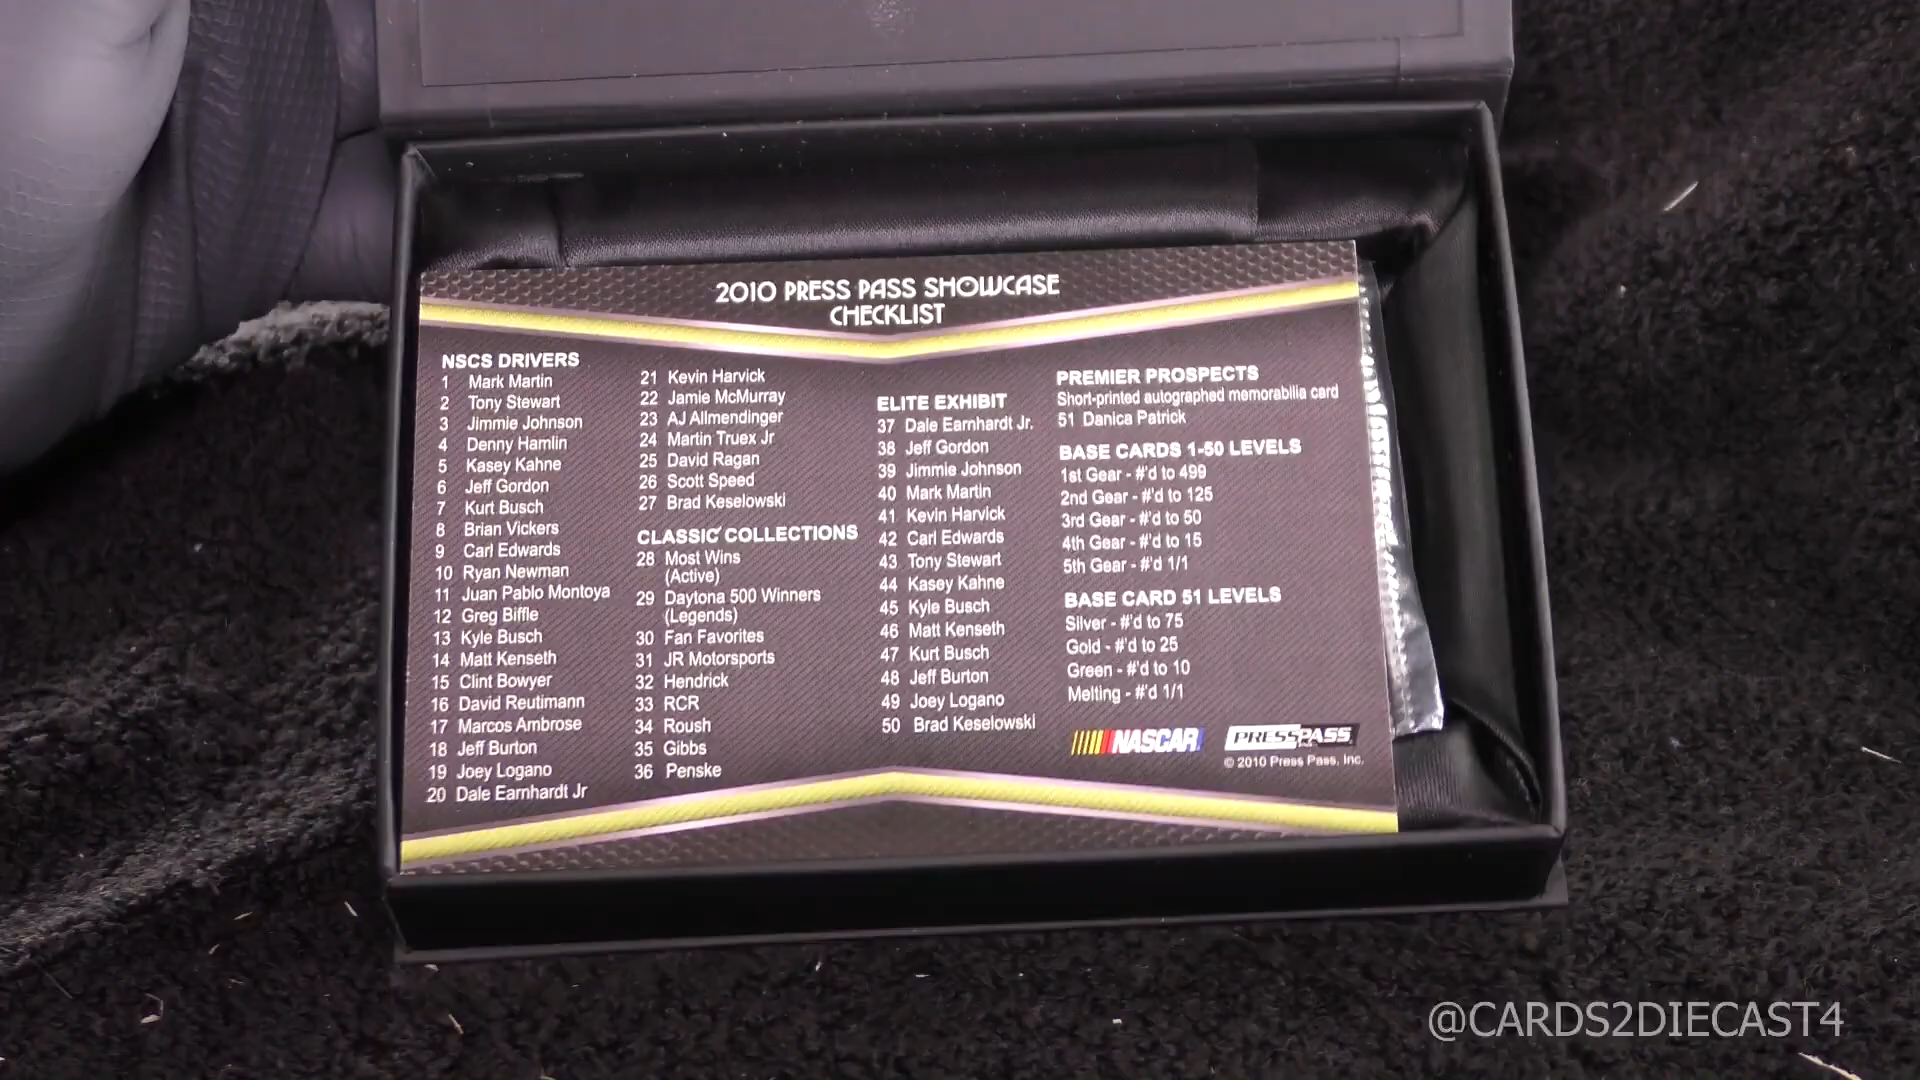 2010 PRESS PASS SHOWCASE
CHECKLIST
NSCS DRIVERS
1 Mark Martin
2 Tony Stewart
3 Jimmie Johnson
4 Denny Hamlin
5 Kasey Kahne
6 Jeff Gordon
7 Kurt Busch
8 Brian Vickers
9 Carl Edwards
10 Ryan Newman
11 Juan Pablo Montoya
12 Greg Biffle
13 Kyle Busch
14 Matt Kenseth
15 Clint Bowyer
16 David Reutimann
17 Marcos Ambrose
18 Jeff Burton
19 Joey Logano
20 Dale Earnhardt Jr
21 Kevin Harvick
22 Jamie McMurray
23 AJ Allmendinger
24 Martin Truex Jr
25 David Ragan
26 Scott Speed
27 Brad Keselowski
CLASSIC COLLECTIONS
28 Most Wins
(Active)
29 Daytona 500 Winners
(Legends)
30 Fan Favorites
31 JR Motorsports
32 Hendrick
33 RCR
34 Roush
35 Gibbs
36 Penske
ELITE EXHIBIT
37 Dale Earnhardt Jr.
38 Jeff Gordon
39 Jimmie Johnson
40 Mark Martin
41 Kevin Harvick
42 Carl Edwards
43 Tony Stewart
44 Kasey Kahne
45 Kyle Busch
46 Matt Kenseth
47 Kurt Busch
48 Jeff Burton
49 Joey Logano
50 Brad Keselowski
PREMIER PROSPECTS
Short-printed autographed memorabilia card
51 Danica Patrick
BASE CARDS 1-50 LEVELS
1st Gear - #'d to 499
2nd Gear - #'d to 125
3rd Gear - #'d to 50
4th Gear - #'d to 15
5th Gear - #'d 1/1
BASE CARD 51 LEVELS
Silver - #'d to 75
Gold - #'d to 25
Green - #'d to 10
Melting - #'d 1/1
NASCAR
PRESSPASS
© 2010 Press Pass, Inc.
@CARDS2DIECAST4